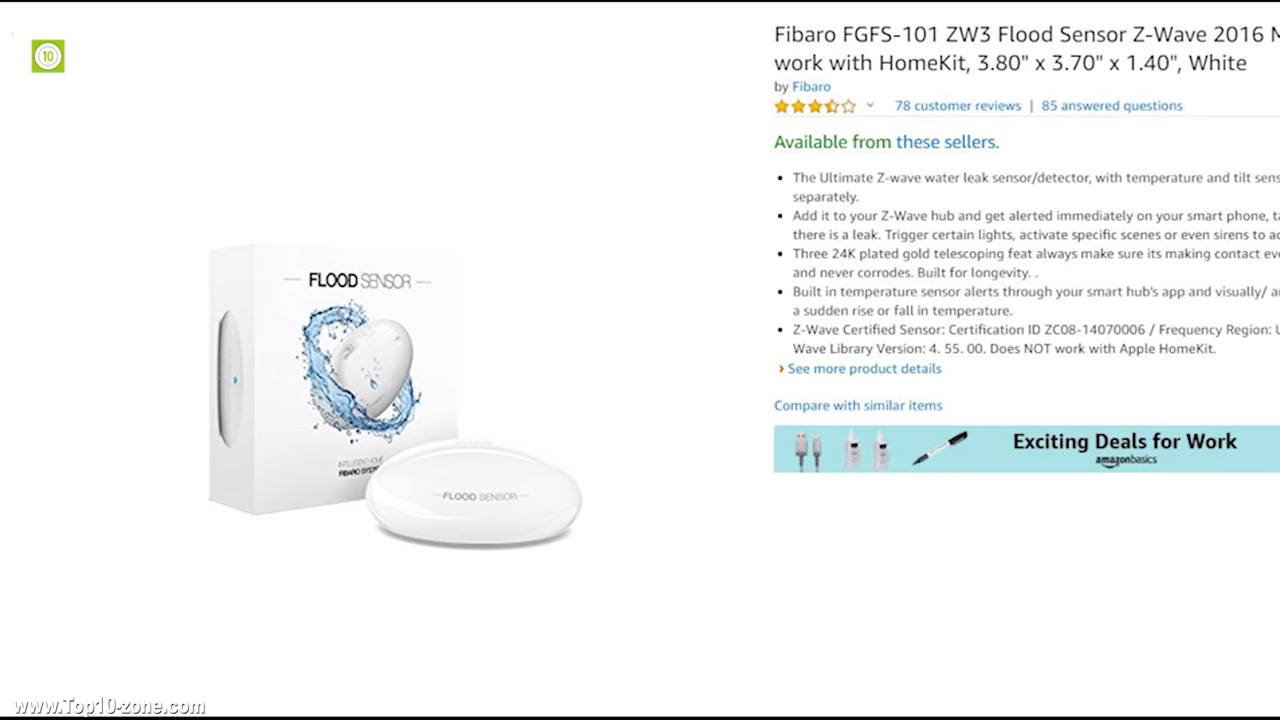 10
Fibaro FGFS-101 ZW3 Flood Sensor Z-Wave 2016
work with HomeKit, 3.80" x 3.70" x 1.40", White
by Fibaro
78 customer reviews | 85 answered questions
Available from these sellers.
The Ultimate Z-wave water leak sensor/detector, with temperature and tilt
separately.
Add it to your Z-Wave hub and get alerted immediately on your smart phone,
there is a leak. Trigger certain lights, activate specific scenes or even sirens to
Three 24K plated gold telescoping feat always make sure its making contact
and never corrodes. Built for longevity. .
Built in temperature sensor alerts through your smart hub's app and visually/
a sudden rise or fall in temperature.
Z-Wave Certified Sensor: Certification ID ZC08-14070006 / Frequency Region:
Wave Library Version: 4. 55. 00. Does NOT work with Apple HomeKit.
See more product details
Compare with similar items
Exciting Deals for Work
amazonbasics
FLOOD SENSOR
INTELLIGENT HOME
FIBARO
FLOOD SENSOR
www.Top10-zone.com